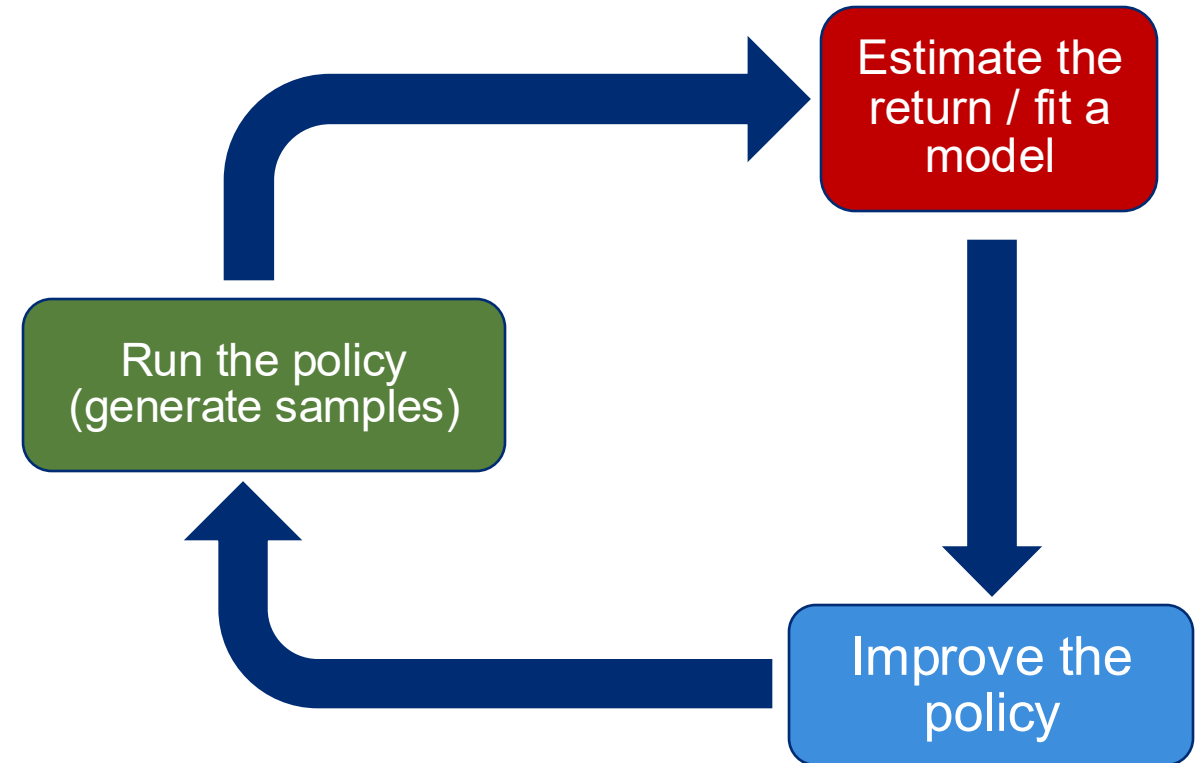 Estimate the
return / fit a
model
Run the policy
(generate samples)
Improve the
policy